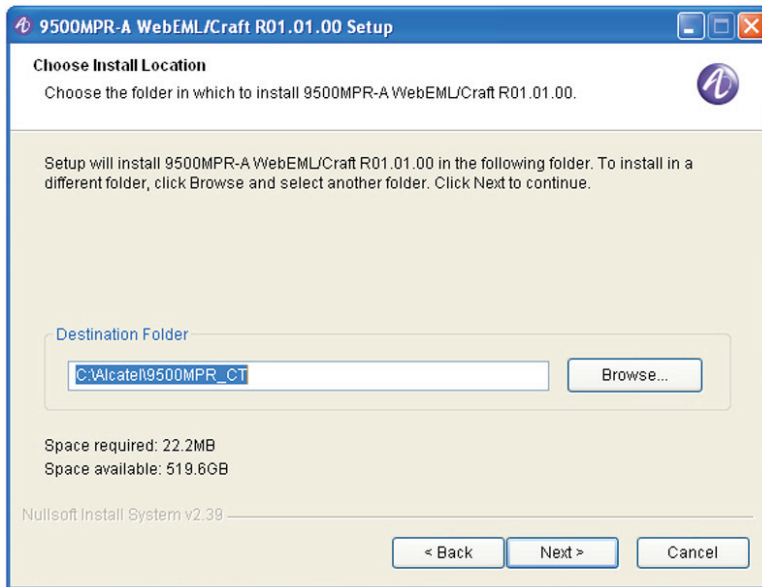 9500MPR-A WebEML/Craft R01.01.00 Setup
Choose Install Location
Choose the folder in which to install 9500MPR-A WebEML/Craft R01.01.00.
Setup will install 9500MPR-A WebEML/Craft R01.01.00 in the following folder. To install in a
different folder, click Browse and select another folder. Click Next to continue.
Destination Folder
C:\Alcatel\9500MPR_CT
Browse...
Space required: 22.2MB
Space available: 519.6GB
Nullsoft Install System v2.39
< Back
Next >
Cancel